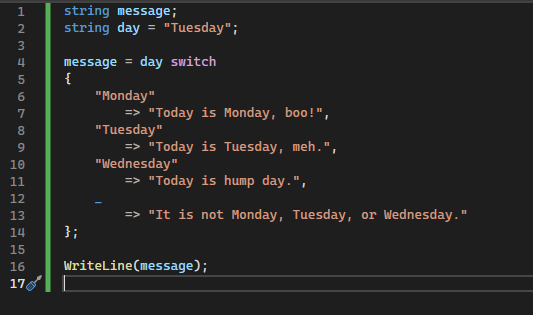 1 string message;
2 string day = "Tuesday";
3
4 message = day switch
5 {
6     "Monday"
7         => "Today is Monday, boo!",
8     "Tuesday"
9         => "Today is Tuesday, meh.",
10     "Wednesday"
11         => "Today is hump day.",
12     _
13         => "It is not Monday, Tuesday, or Wednesday."
14 };
15
16 WriteLine(message);
17